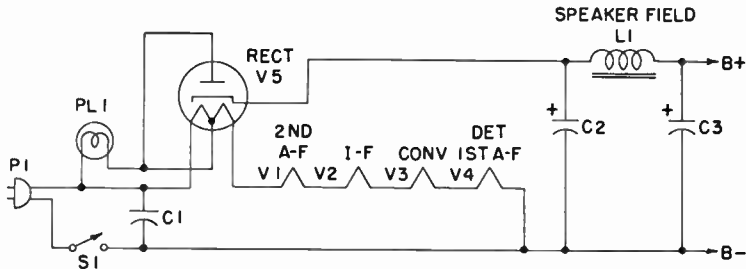 SPEAKER FIELD
L1
RECT
V5
B+
PL1
+
C2
+
C3
2ND
A-F
I-F
CONV
DET
1ST A-F
P1
V1
V2
V3
V4
C1
S1
B-